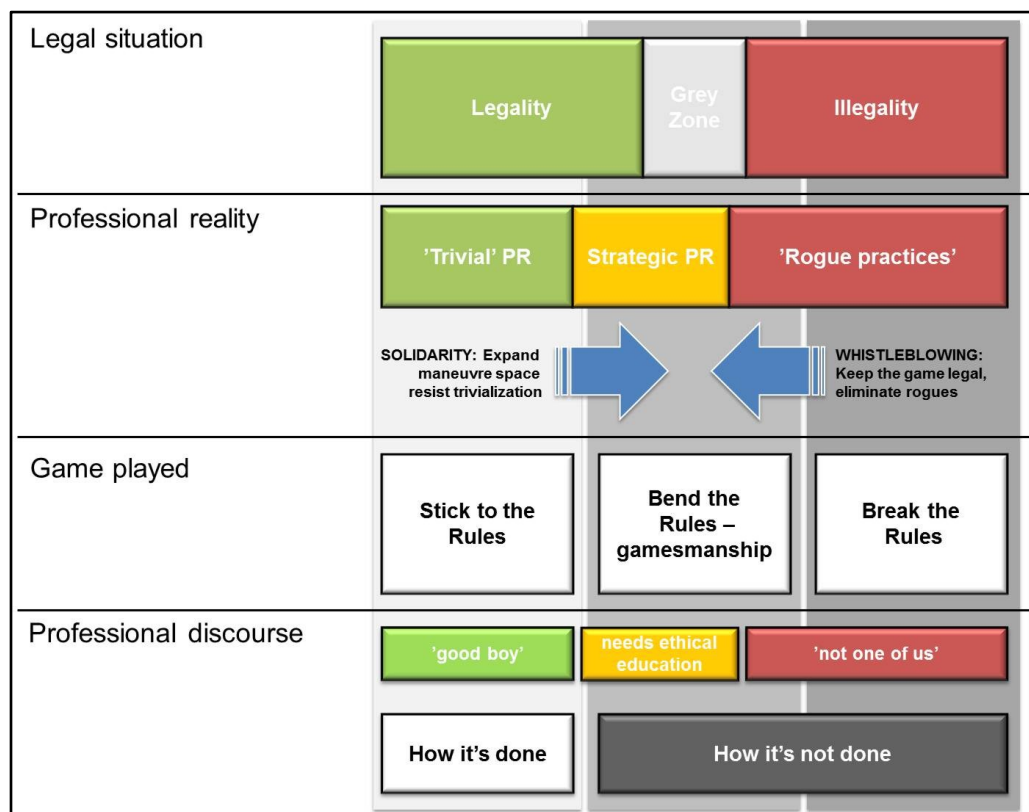 Legal situation
Legality
Grey
Zone
Illegality
Professional reality
’Trivial’ PR
Strategic PR
’Rogue practices’
SOLIDARITY: Expand
maneuvre space
resist trivialization
WHISTLEBLOWING:
Keep the game legal,
eliminate rogues
Game played
Stick to the
Rules
Bend the
Rules –
gamesmanship
Break the
Rules
Professional discourse
’good boy’
needs ethical
education
’not one of us’
How it’s done
How it’s not done